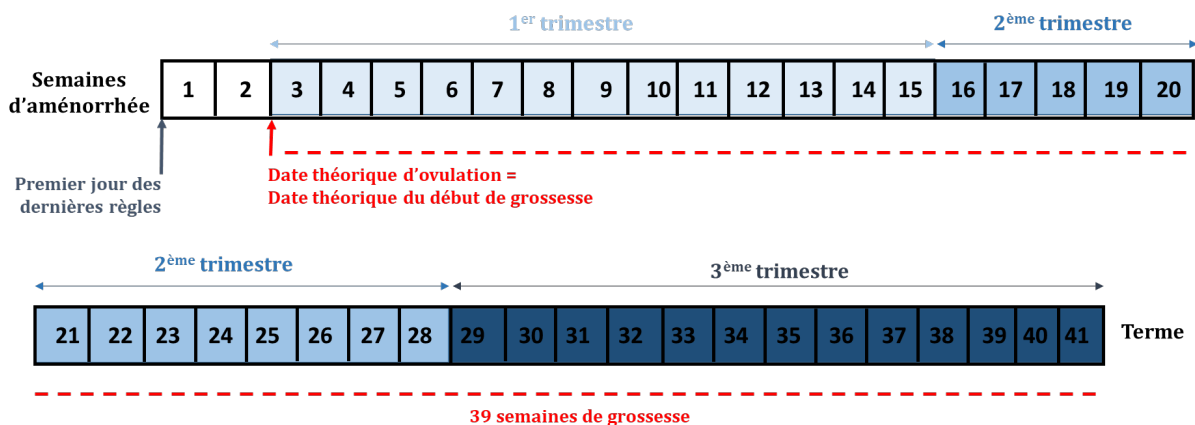 1er trimestre
2ème trimestre
Semaines
d'aménorrhée
1 2 3 4 5 6 7 8 9 10 11 12 13 14 15 16 17 18 19 20
Premier jour des
dernières règles
Date théorique d'ovulation =
Date théorique du début de grossesse
2ème trimestre
3ème trimestre
21 22 23 24 25 26 27 28 29 30 31 32 33 34 35 36 37 38 39 40 41
Terme
39 semaines de grossesse